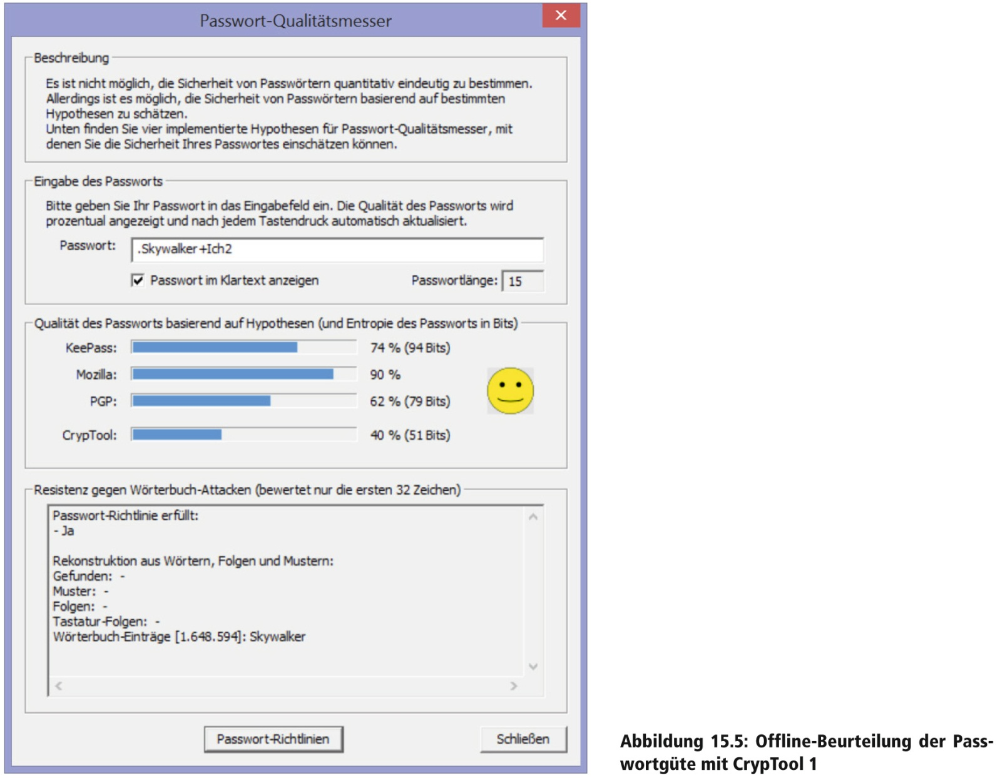 Passwort-Qualitätsmesser
Beschreibung
Es ist nicht möglich, die Sicherheit von Passwörtern quantitativ eindeutig zu bestimmen.
Allerdings ist es möglich, die Sicherheit von Passwörtern basierend auf bestimmten
Hypothesen zu schätzen.
Unten finden Sie vier implementierte Hypothesen für Passwort-Qualitätsmesser, mit
denen Sie die Sicherheit Ihres Passwortes einschätzen können.
Eingabe des Passworts
Bitte geben Sie Ihr Passwort in das Eingabefeld ein. Die Qualität des Passworts wird
prozentual angezeigt und nach jedem Tastendruck automatisch aktualisiert.
Passwort: .Skywalker+Ich2
Passwort im Klartext anzeigen Passwortlänge: 15
Qualität des Passworts basierend auf Hypothesen (und Entropie des Passworts in Bits)
KeePass: 74 % (94 Bits)
Mozilla: 90 %
PGP: 62 % (79 Bits)
CrypTool: 40 % (51 Bits)
Resistenz gegen Wörterbuch-Attacken (bewertet nur die ersten 32 Zeichen)
Passwort-Richtlinie erfüllt:
- Ja
Rekonstruktion aus Wörtern, Folgen und Mustern:
Gefunden: -
Muster: -
Folgen: -
Tastatur-Folgen: -
Wörterbuch-Einträge [1.648.594]: Skywalker
Passwort-Richtlinien Schließen
Abbildung 15.5: Offline-Beurteilung der Pass-
wortgüte mit CrypTool 1